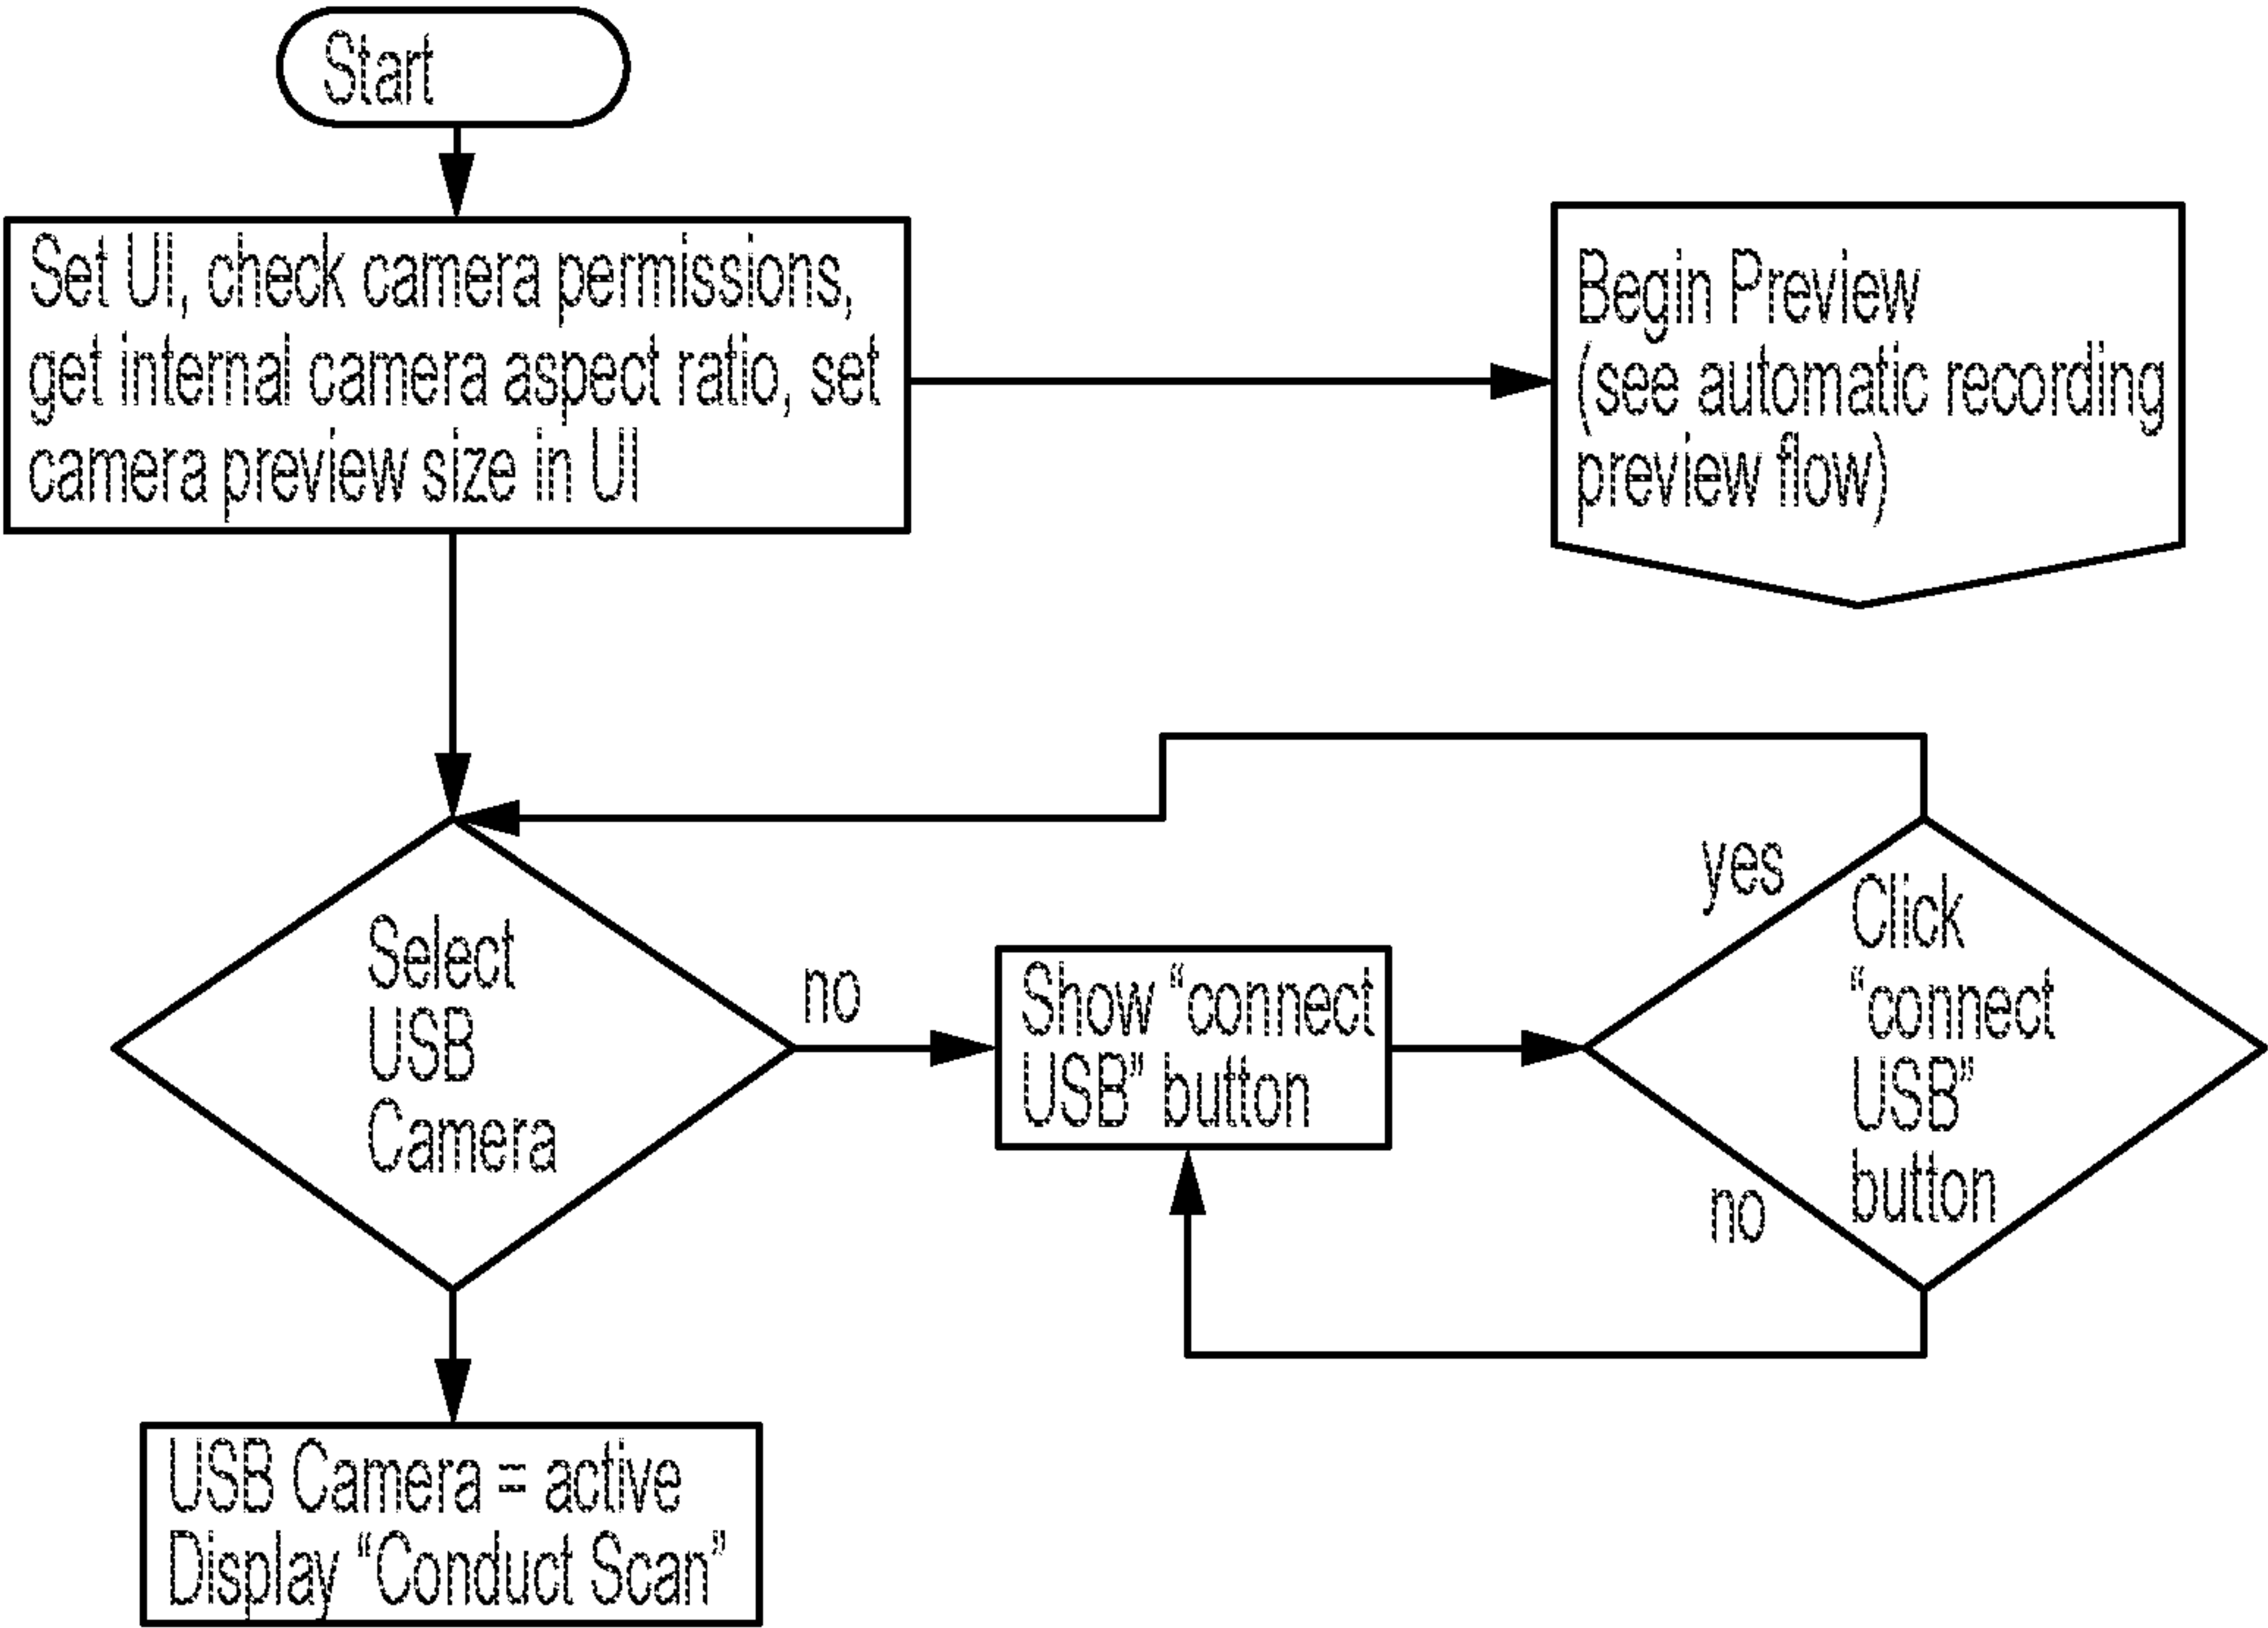 Start
Set UI, check camera permissions,
get internal camera aspect ratio, set
camera preview size in UI
Begin Preview
(see automatic recording
preview flow)
Select
USB
Camera
no
Show “connect
USB” button
yes
Click
“connect
USB”
button
no
USB Camera = active
Display “Conduct Scan”